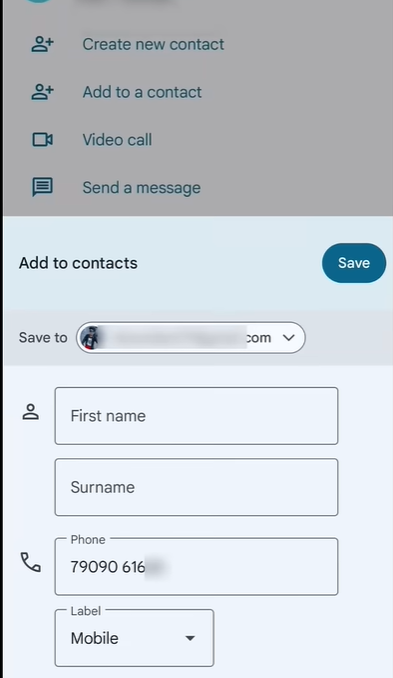 Create new contact
Add to a contact
Video call
Send a message
Add to contacts
Save
Save to
com
First name
Surname
Phone
79090 616
Label
Mobile